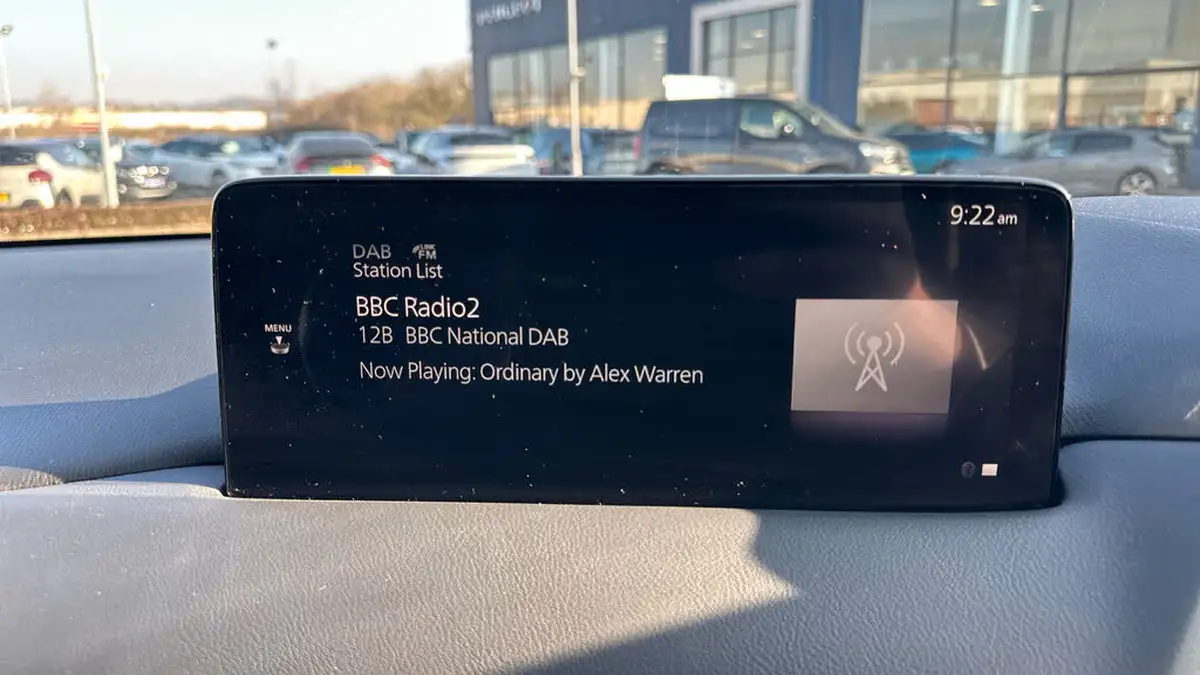 9:22 am
DAB LINK FM
Station List
BBC Radio2
12B BBC National DAB
Now Playing: Ordinary by Alex Warren
MENU